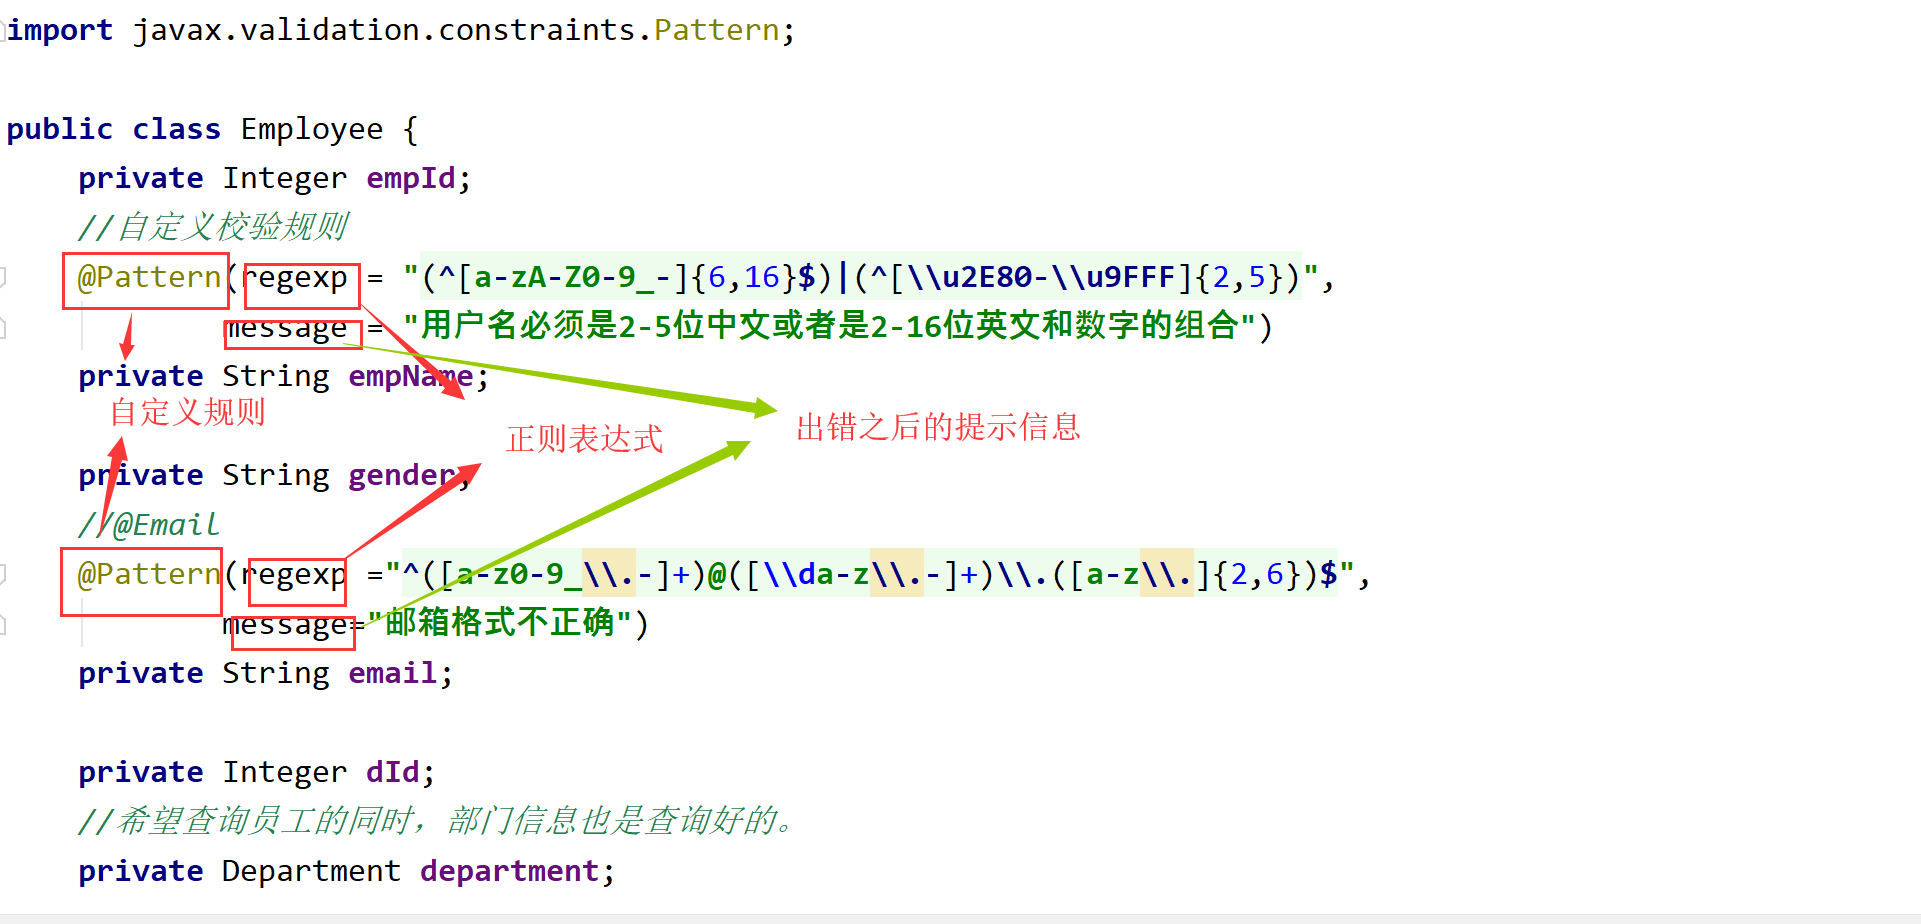 import javax.validation.constraints.Pattern;
public class Employee {
private Integer empId;
//自定义校验规则
@Pattern(regexp = "(^[a-zA-Z0-9_-]{6,16}$)|(^[\\u2E80-\\u9FFF]{2,5})",
message = "用户名必须是2-5位中文或者是2-16位英文和数字的组合")
private String empName;
自定义规则
正则表达式
出错之后的提示信息
private String gender;
//@Email
@Pattern(regexp ="^([a-z0-9_\\.-]+)@([\\da-z\\.-]+)\\.([a-z\\.]{2,6})$",
message="邮箱格式不正确")
private String email;
private Integer dId;
//希望查询员工的同时，部门信息也是查询好的。
private Department department;